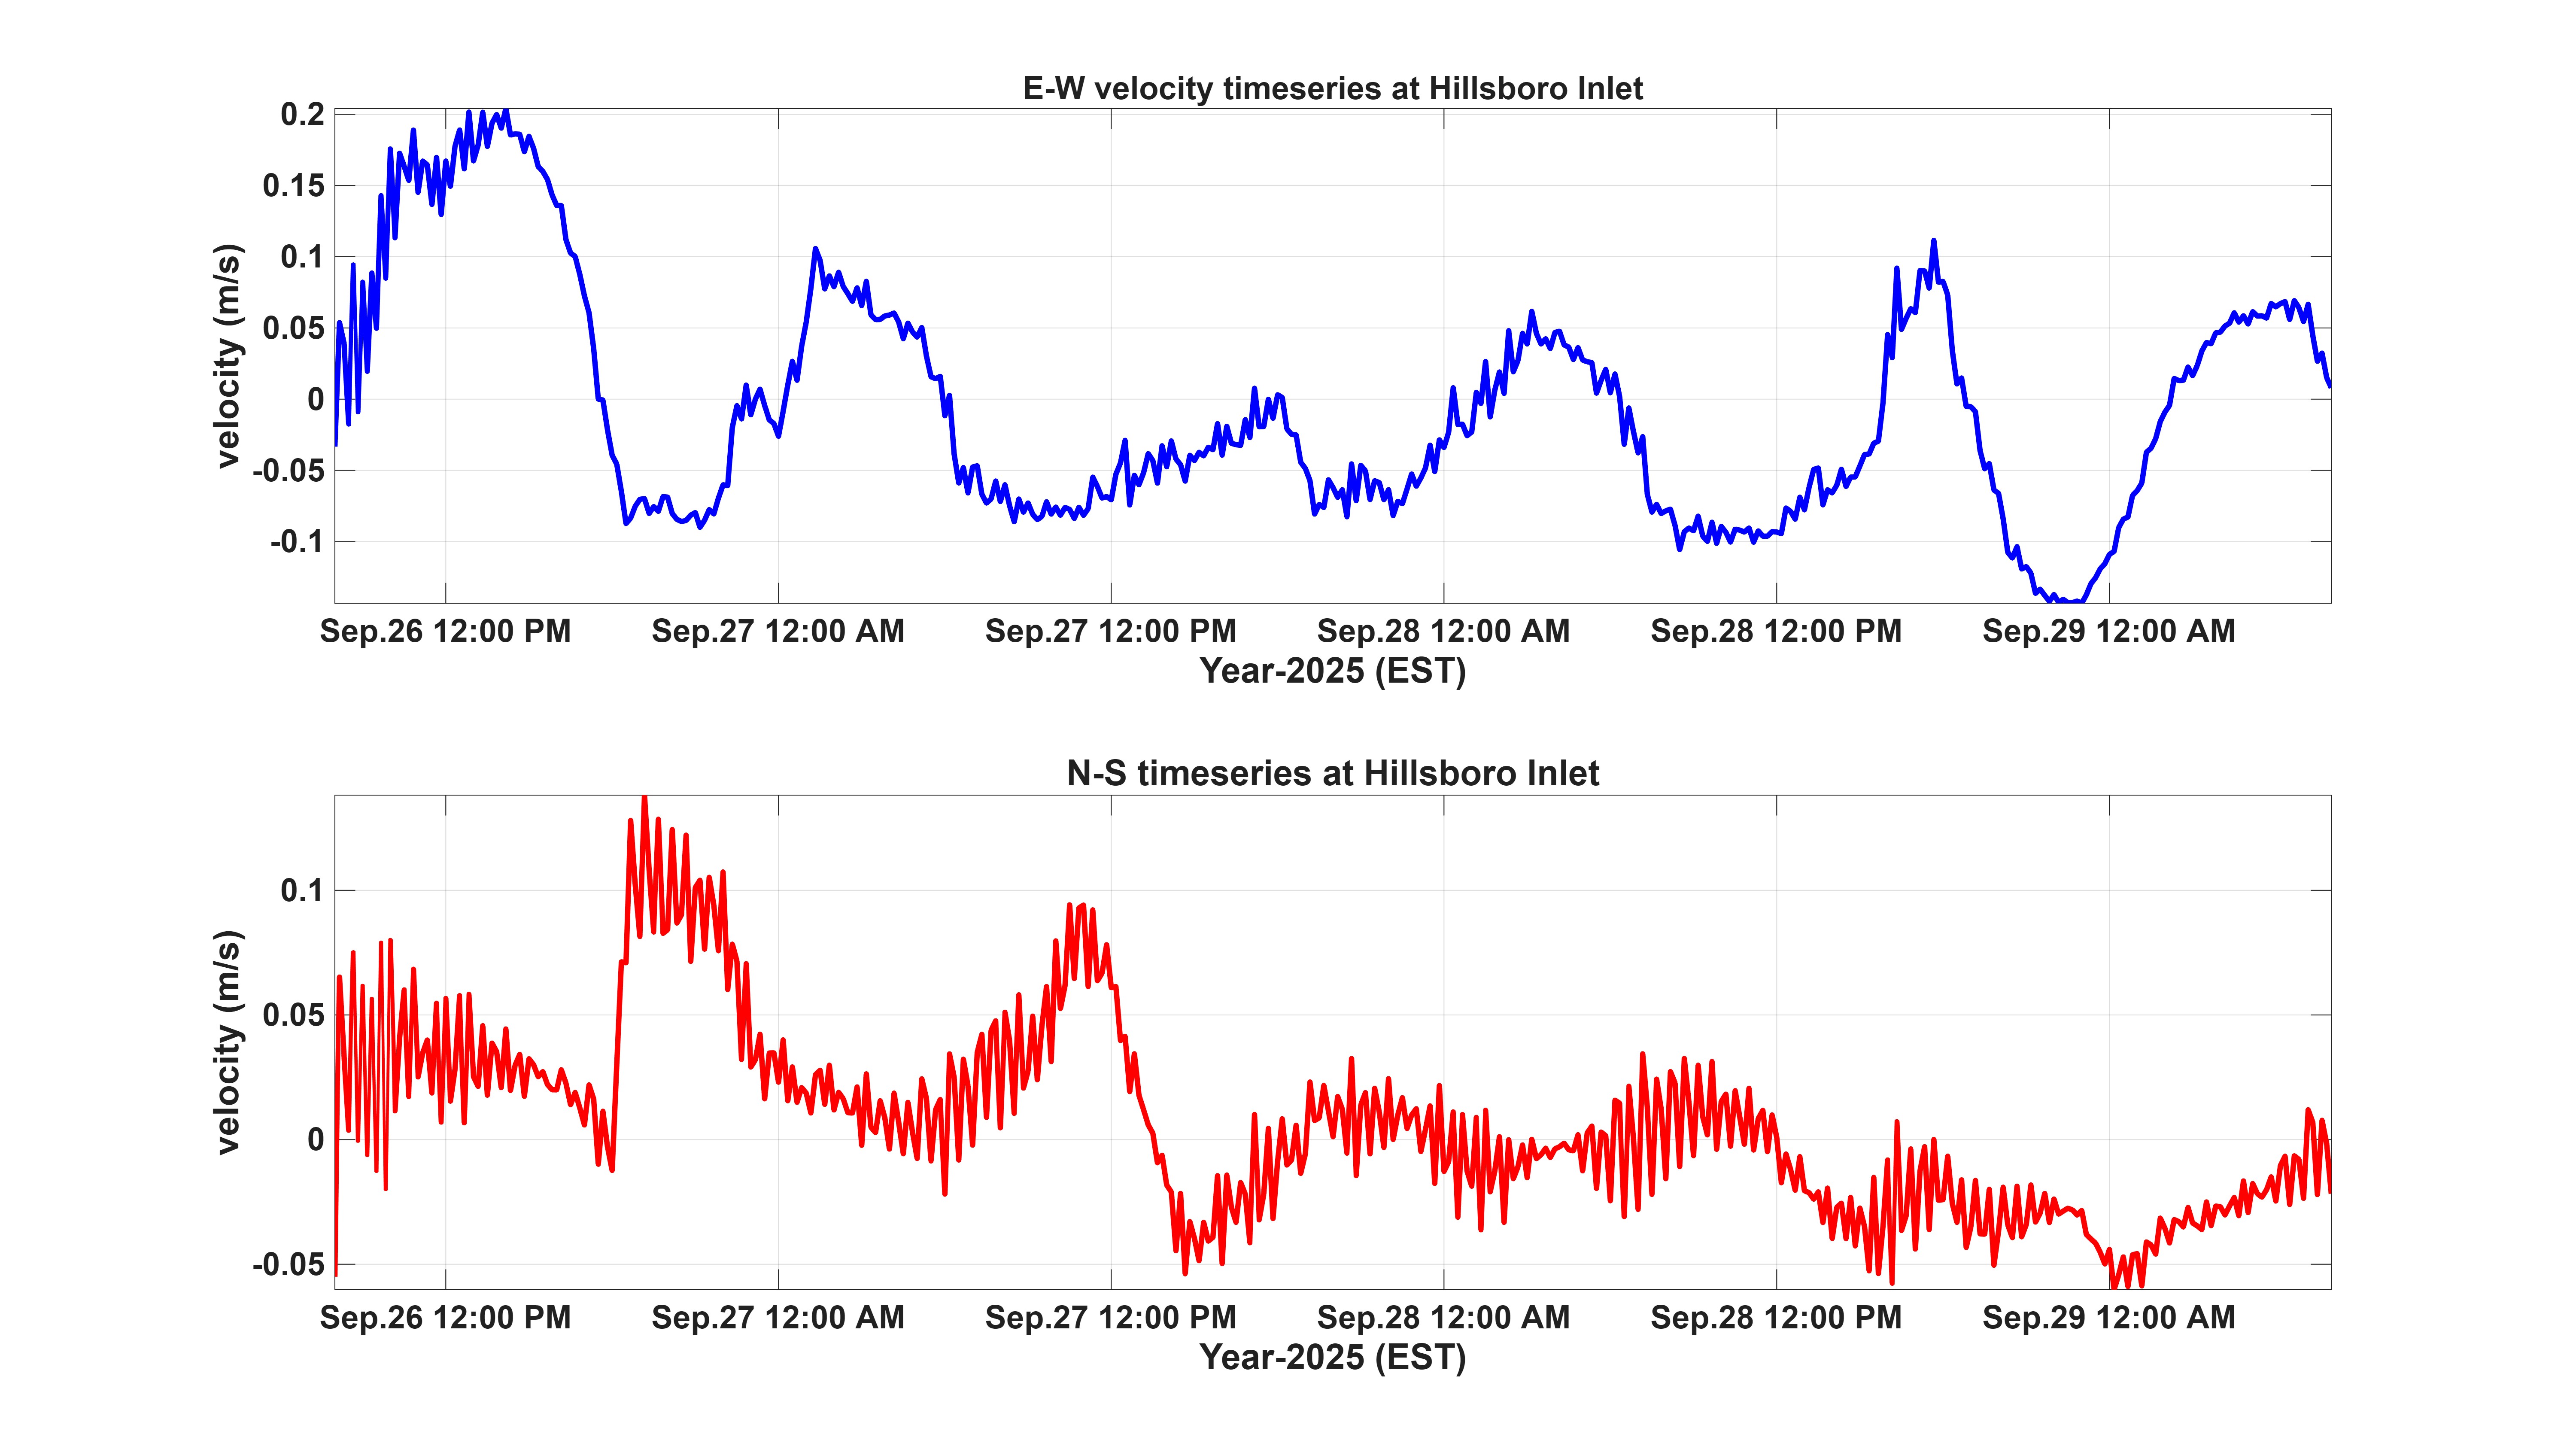 E-W velocity timeseries at Hillsboro Inlet
velocity (m/s)
0.2
0.15
0.1
0.05
0
-0.05
-0.1
Sep.26 12:00 PM Sep.27 12:00 AM Sep.27 12:00 PM Sep.28 12:00 AM Sep.28 12:00 PM Sep.29 12:00 AM
Year-2025 (EST)
N-S timeseries at Hillsboro Inlet
velocity (m/s)
0.1
0.05
0
-0.05
Sep.26 12:00 PM Sep.27 12:00 AM Sep.27 12:00 PM Sep.28 12:00 AM Sep.28 12:00 PM Sep.29 12:00 AM
Year-2025 (EST)